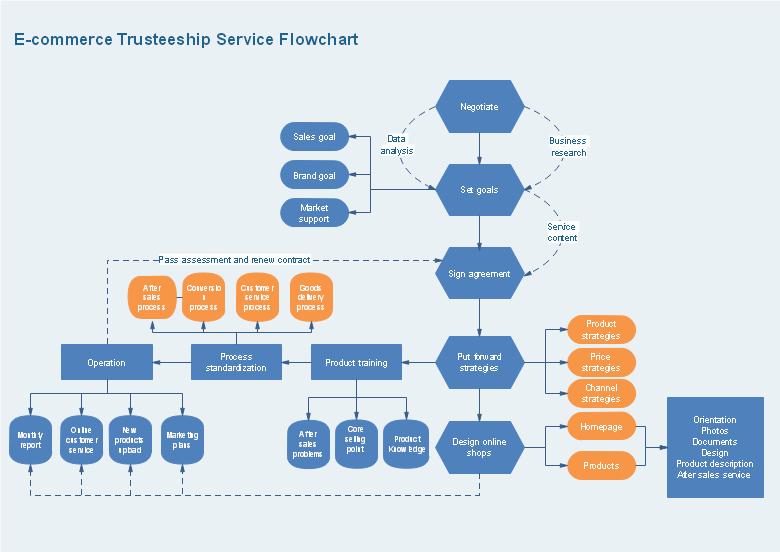 E-commerce Trusteeship Service Flowchart
Negotiate
Sales goal
Data
analysis
Business
research
Brand goal
Set goals
Market
support
Service
content
Pass assessment and renew contract
Sign agreement
After
sales
process
Conversio
n
process
Customer
service
process
Goods
delivery
process
Product
strategies
Operation
Process
standardization
Product training
Put forward
strategies
Price
strategies
Channel
strategies
Monthly
report
Online
customer
service
New
products
upload
Marketing
plans
After
sales
problems
Core
selling
point
Product
Knowledge
Design online
shops
Homepage
Products
Orientation
Photos
Documents
Design
Product description
After sales service